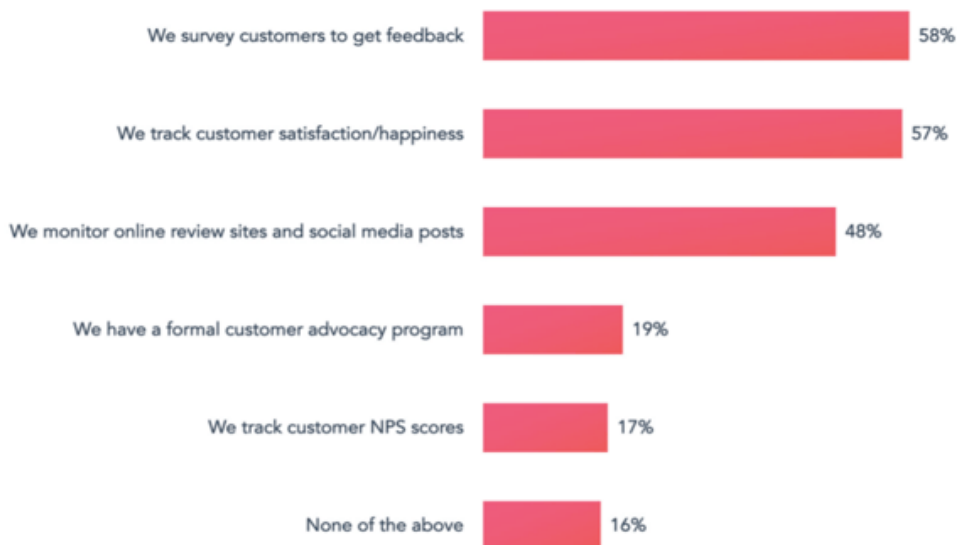 We survey customers to get feedback 58%
We track customer satisfaction/happiness 57%
We monitor online review sites and social media posts 48%
We have a formal customer advocacy program 19%
We track customer NPS scores 17%
None of the above 16%